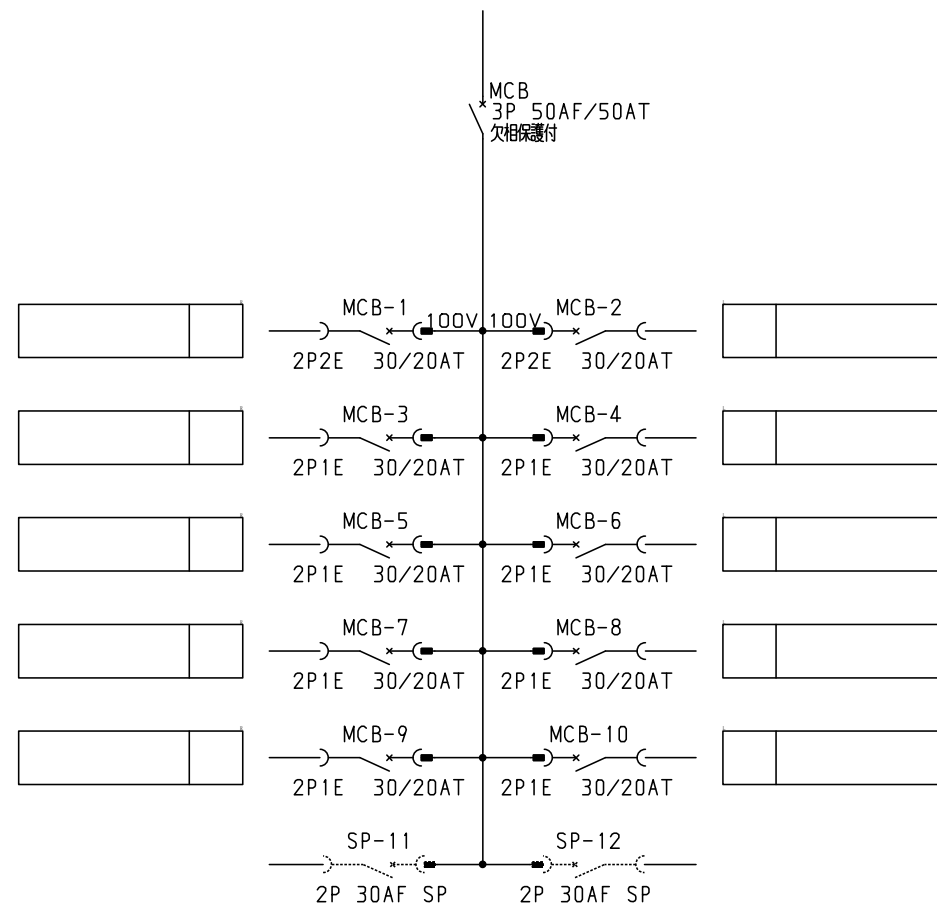 MCB
3P 50AF/50AT
欠相保護付
MCB-1 MCB-2
100V 100V
2P2E 30/20AT 2P2E 30/20AT
MCB-3 MCB-4
2P1E 30/20AT 2P1E 30/20AT
MCB-5 MCB-6
2P1E 30/20AT 2P1E 30/20AT
MCB-7 MCB-8
2P1E 30/20AT 2P1E 30/20AT
MCB-9 MCB-10
2P1E 30/20AT 2P1E 30/20AT
SP-11 SP-12
2P 30AF SP 2P 30AF SP